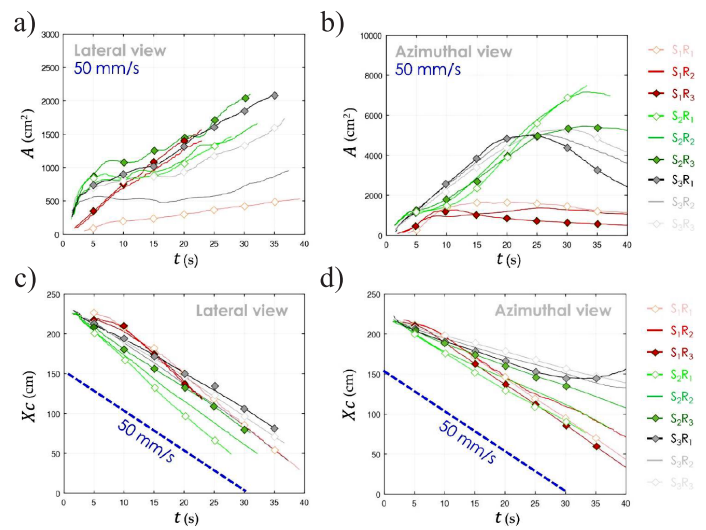 a)
b)
Lateral view
50 mm/s
3000
2500
2000
1500
1000
500
0
A (cm²)
0 5 10 15 20 25 30 35 40
t (s)
Azimuthal view
50 mm/s
10000
8000
6000
4000
2000
0
A (cm²)
0 5 10 15 20 25 30 35 40
t (s)
S₁R₁
S₁R₂
S₁R₃
S₂R₁
S₂R₂
S₂R₃
S₃R₁
S₃R₂
S₃R₃
c)
d)
Lateral view
250
200
150
100
50
0
Xc (cm)
50 mm/s
0 5 10 15 20 25 30 35 40
t (s)
Azimuthal view
250
200
150
100
50
0
Xc (cm)
50 mm/s
0 5 10 15 20 25 30 35 40
t (s)
S₁R₁
S₁R₂
S₁R₃
S₂R₁
S₂R₂
S₂R₃
S₃R₁
S₃R₂
S₃R₃